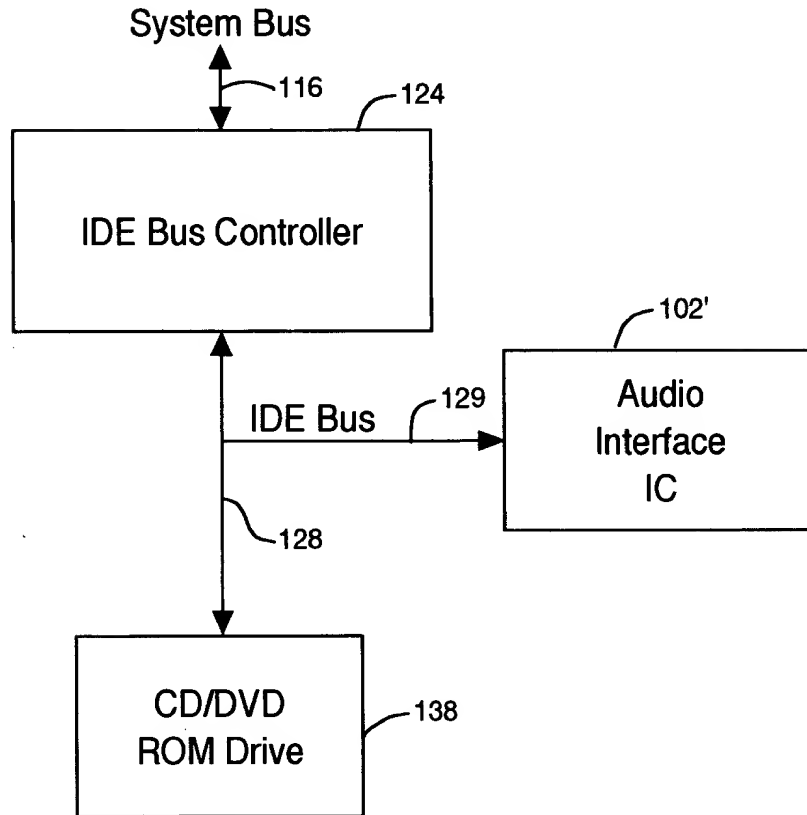 System Bus
116
124
IDE Bus Controller
102'
Audio
Interface
IC
IDE Bus
129
128
CD/DVD
ROM Drive
138